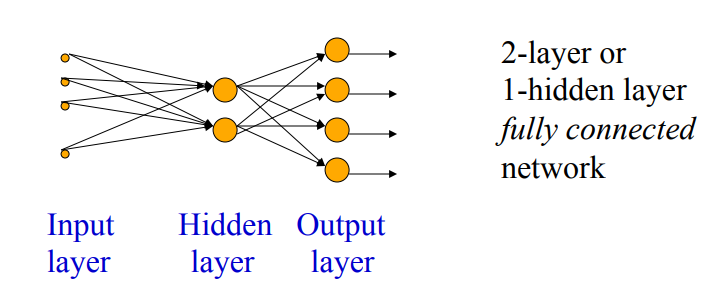 2-layer or
1-hidden layer
fully connected
network
Input layer
Hidden layer
Output layer